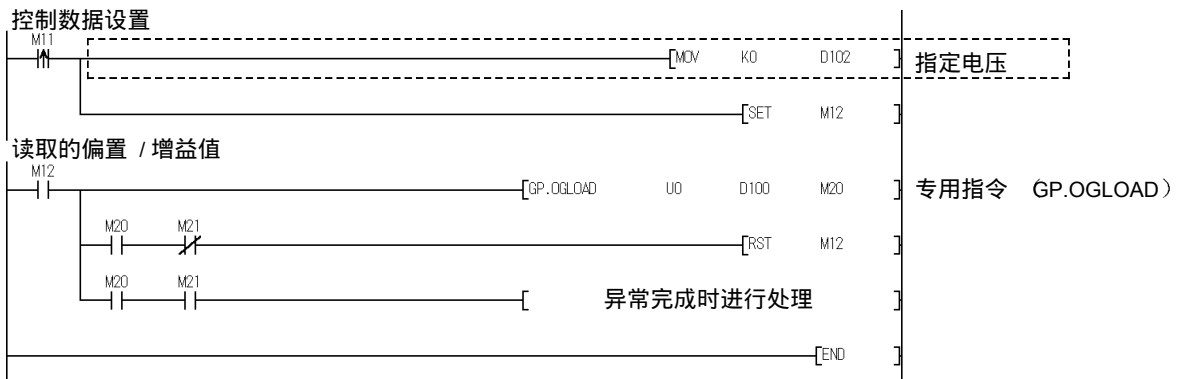 控制数据设置
M11
MOV K0 D102 指定电压
SET M12
读取的偏置 / 增益值
M12
GP.OGLOAD U0 D100 M20 专用指令 （GP.OGLOAD）
M20 M21
RST M12
M20 M21
异常完成时进行处理
END